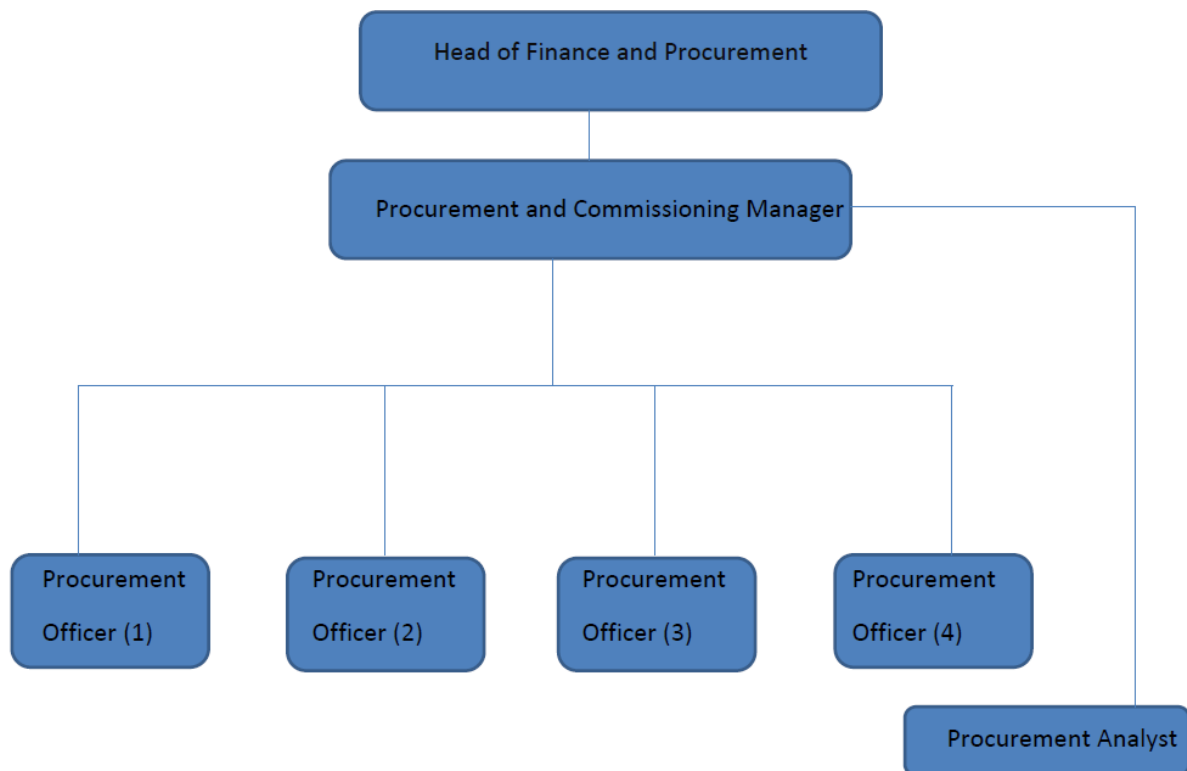 Head of Finance and Procurement
Procurement and Commissioning Manager
Procurement
Officer (1)
Procurement
Officer (2)
Procurement
Officer (3)
Procurement
Officer (4)
Procurement Analyst